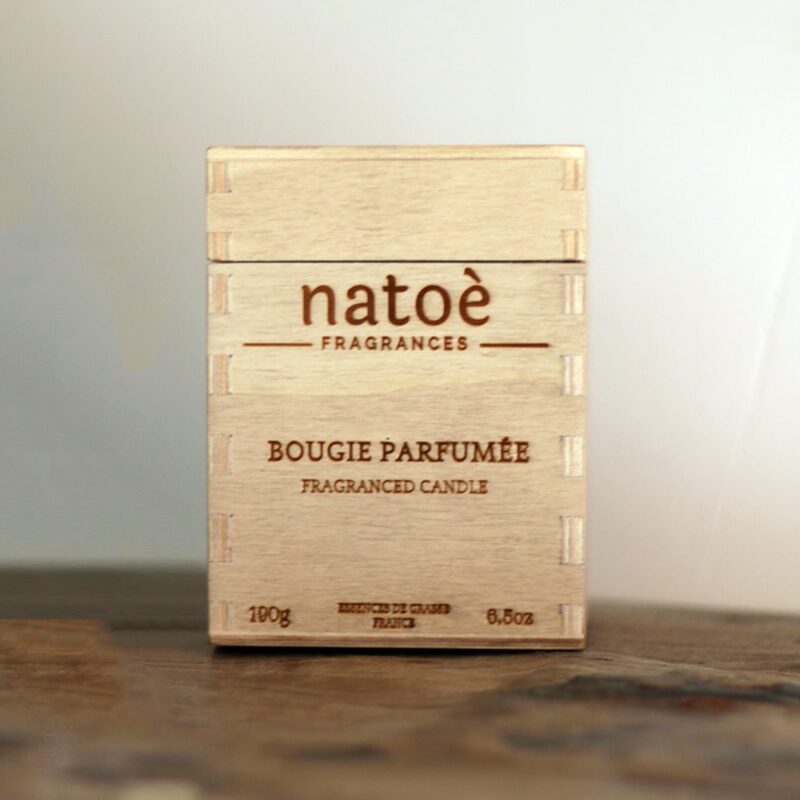 natoè
FRAGRANCES
BOUGIE PARFUMÉE
FRAGRANCED CANDLE
190g
ESSENCES DE GRASSE
FRANCE
6.5oz